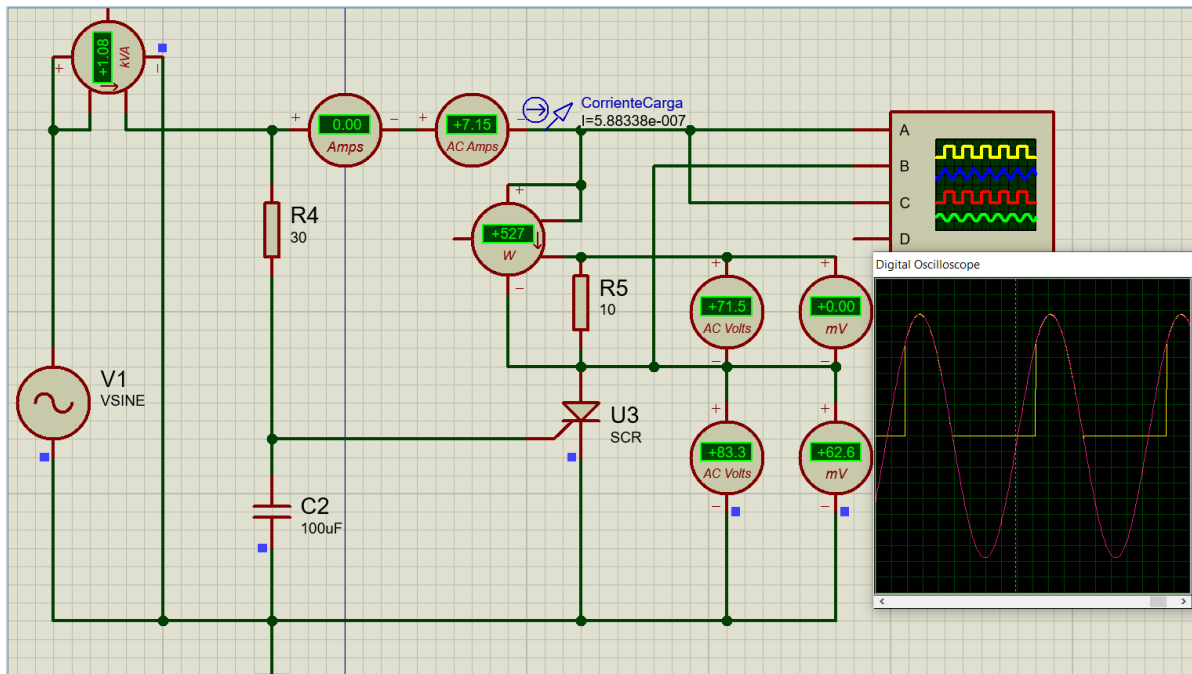 +1.08
kVA
+
−
CorrienteCarga
I=5.88338e-007
+
0.00
−
Amps
+
+7.15
−
AC Amps
A
B
C
D
R4
30
+
+527
W
−
R5
10
+
+71.5
AC Volts
−
+
+0.00
mV
−
Digital Oscilloscope
V1
VSINE
U3
SCR
+
+83.3
AC Volts
−
+
+62.6
mV
−
C2
100uF